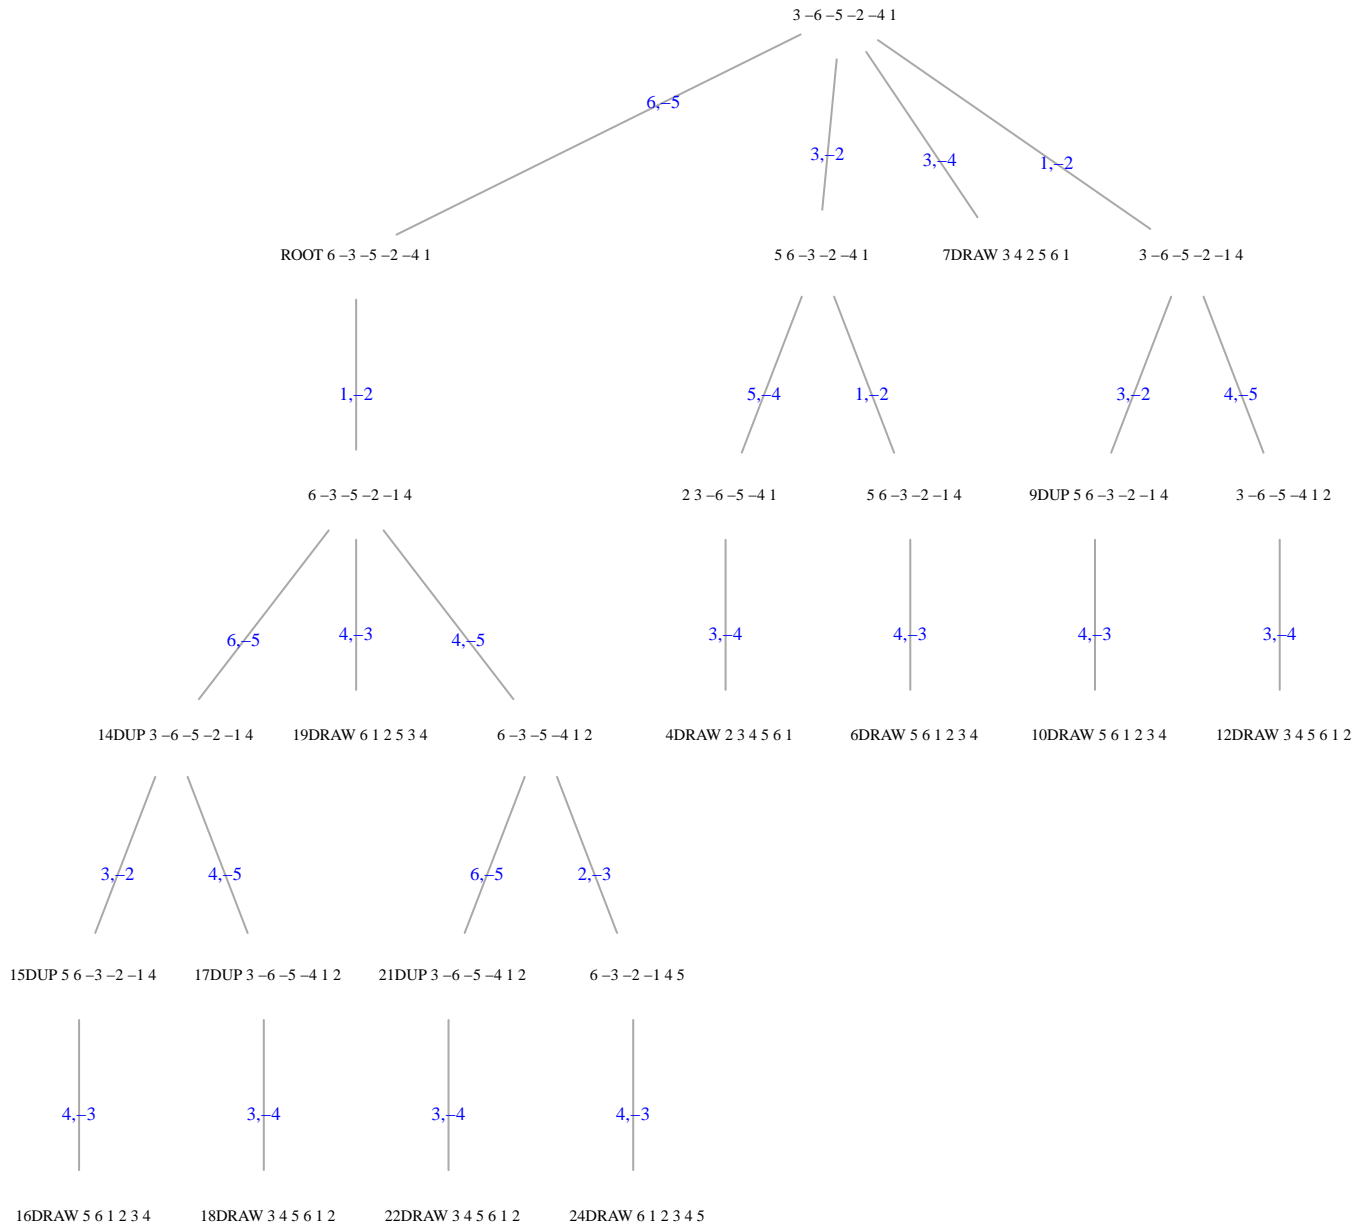 3 –6 –5 –2 –4 1
6,–5
3,–2
3,–4
1,–2
ROOT 6 –3 –5 –2 –4 1
5 6 –3 –2 –4 1
7DRAW 3 4 2 5 6 1
3 –6 –5 –2 –1 4
1,–2
5,–4
1,–2
3,–2
4,–5
6 –3 –5 –2 –1 4
2 3 –6 –5 –4 1
5 6 –3 –2 –1 4
9DUP 5 6 –3 –2 –1 4
3 –6 –5 –4 1 2
6,–5
4,–3
4,–5
3,–4
4,–3
4,–3
3,–4
14DUP 3 –6 –5 –2 –1 4
19DRAW 6 1 2 5 3 4
6 –3 –5 –4 1 2
4DRAW 2 3 4 5 6 1
6DRAW 5 6 1 2 3 4
10DRAW 5 6 1 2 3 4
12DRAW 3 4 5 6 1 2
3,–2
4,–5
6,–5
2,–3
15DUP 5 6 –3 –2 –1 4
17DUP 3 –6 –5 –4 1 2
21DUP 3 –6 –5 –4 1 2
6 –3 –2 –1 4 5
4,–3
3,–4
3,–4
4,–3
16DRAW 5 6 1 2 3 4
18DRAW 3 4 5 6 1 2
22DRAW 3 4 5 6 1 2
24DRAW 6 1 2 3 4 5